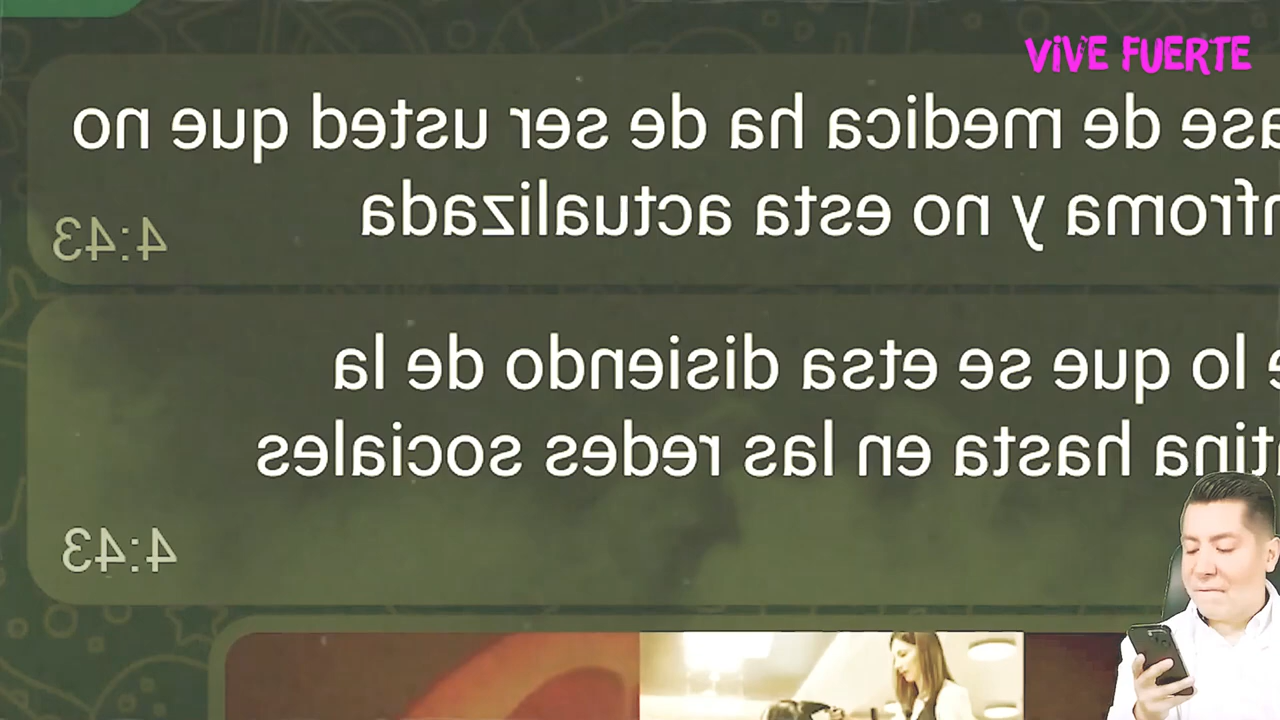 VIVE FUERTE
de medica ha de ser usted que no
y no esta actualizada
4:43
lo que se etsa disiendo de la
hasta en las redes sociales
4:43